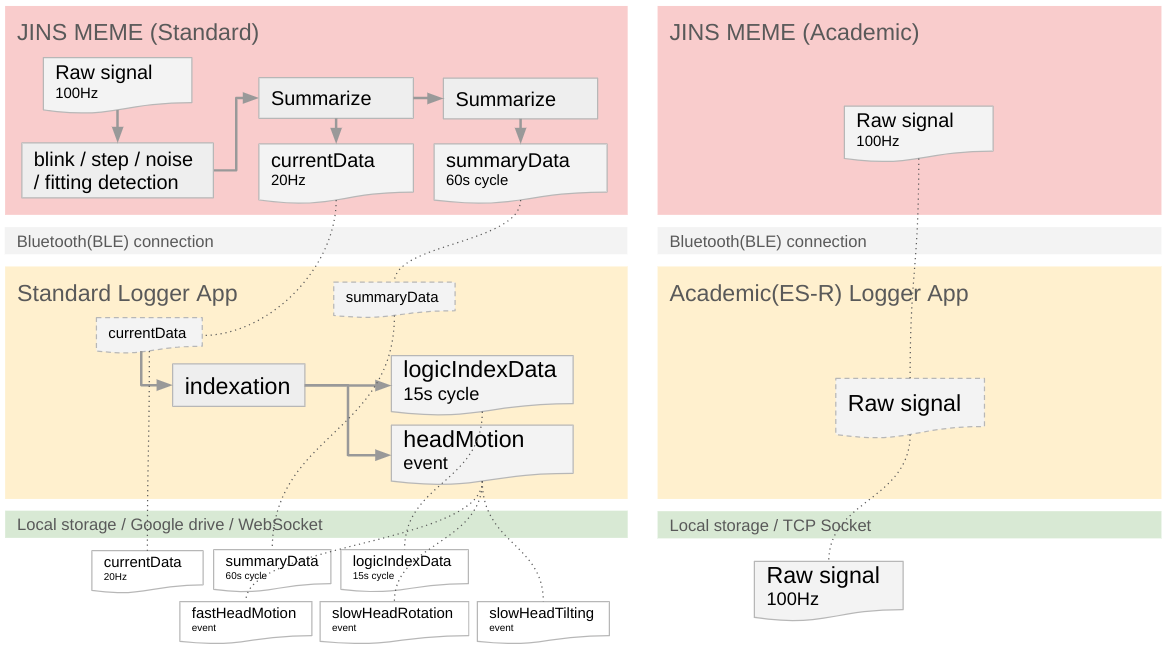 JINS MEME (Standard)
Raw signal
100Hz
blink / step / noise
/ fitting detection
Summarize
currentData
20Hz
Summarize
summaryData
60s cycle
Bluetooth(BLE) connection
Standard Logger App
currentData
summaryData
indexation
logicIndexData
15s cycle
headMotion
event
Local storage / Google drive / WebSocket
currentData
20Hz
summaryData
60s cycle
logicIndexData
15s cycle
fastHeadMotion
event
slowHeadRotation
event
slowHeadTilting
event
JINS MEME (Academic)
Raw signal
100Hz
Bluetooth(BLE) connection
Academic(ES-R) Logger App
Raw signal
Local storage / TCP Socket
Raw signal
100Hz